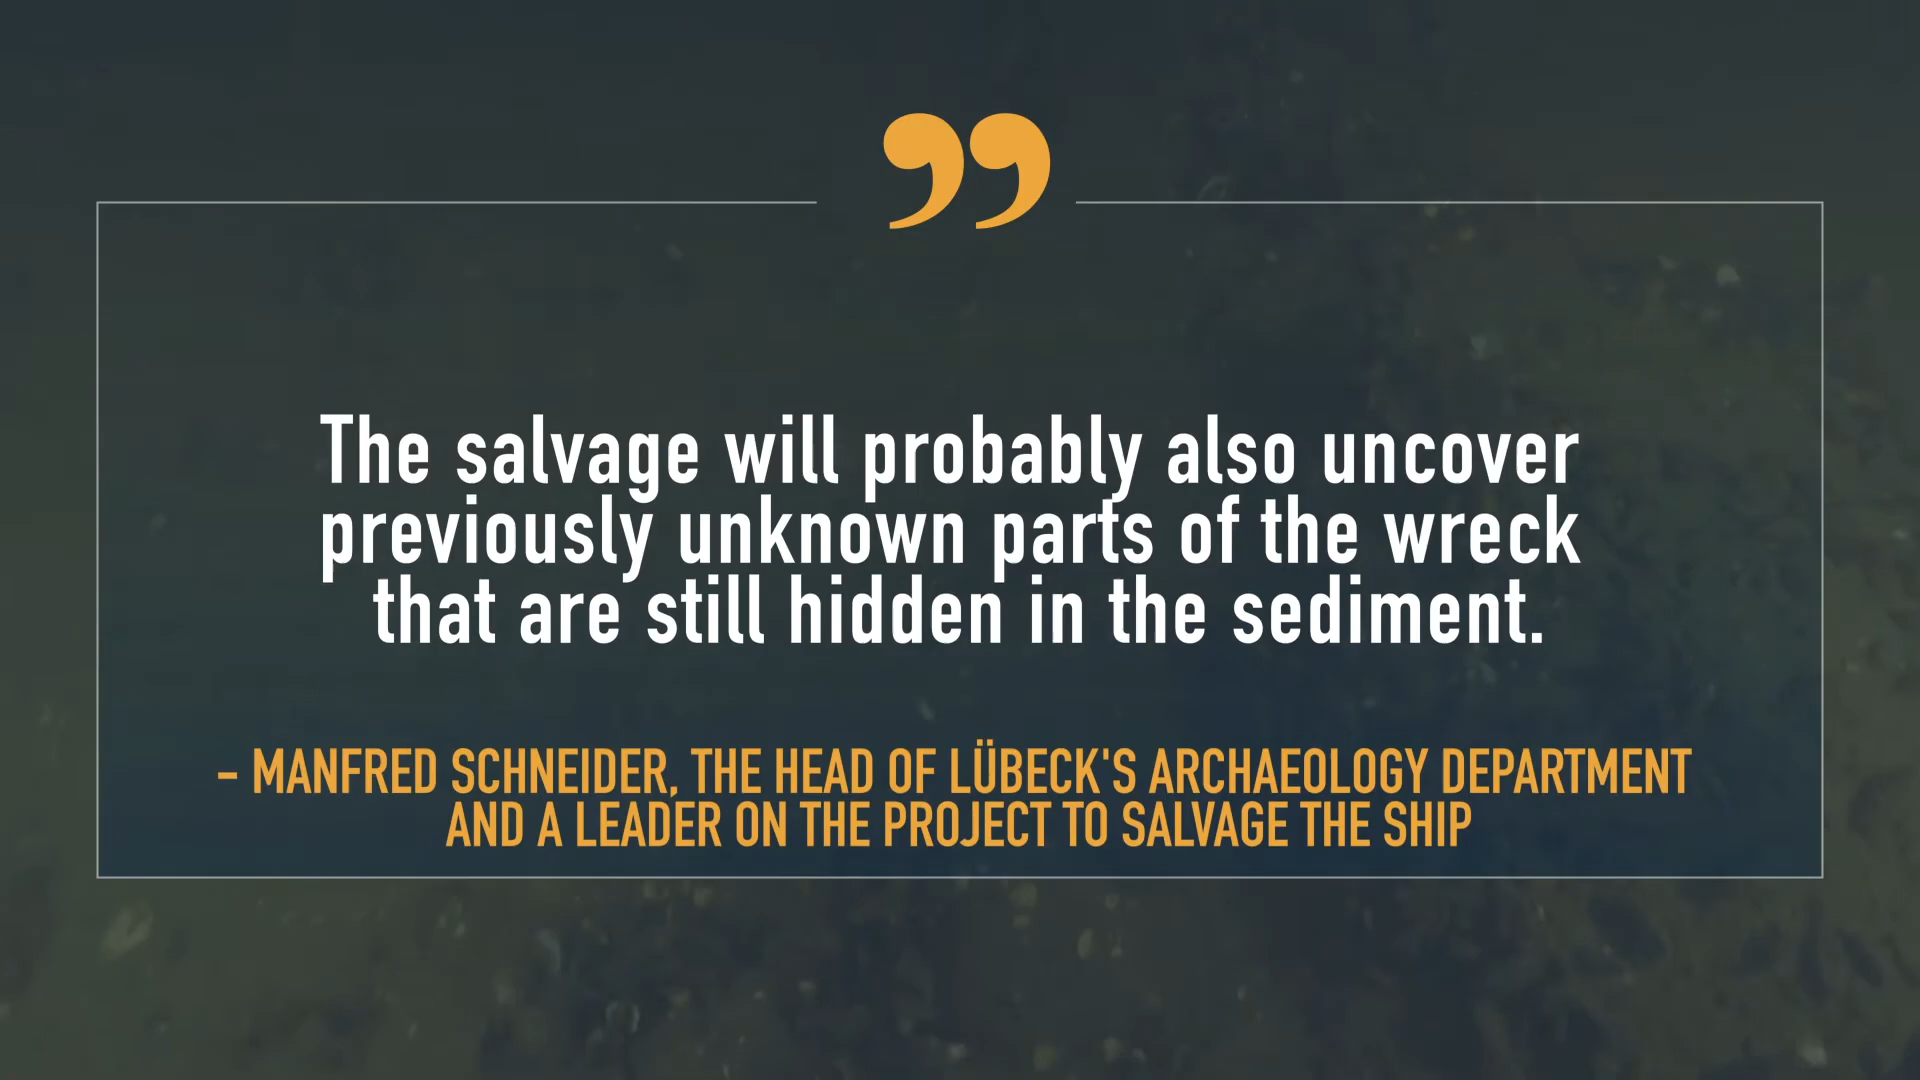 ”
The salvage will probably also uncover
previously unknown parts of the wreck
that are still hidden in the sediment.
- MANFRED SCHNEIDER, THE HEAD OF LÜBECK'S ARCHAEOLOGY DEPARTMENT
AND A LEADER ON THE PROJECT TO SALVAGE THE SHIP